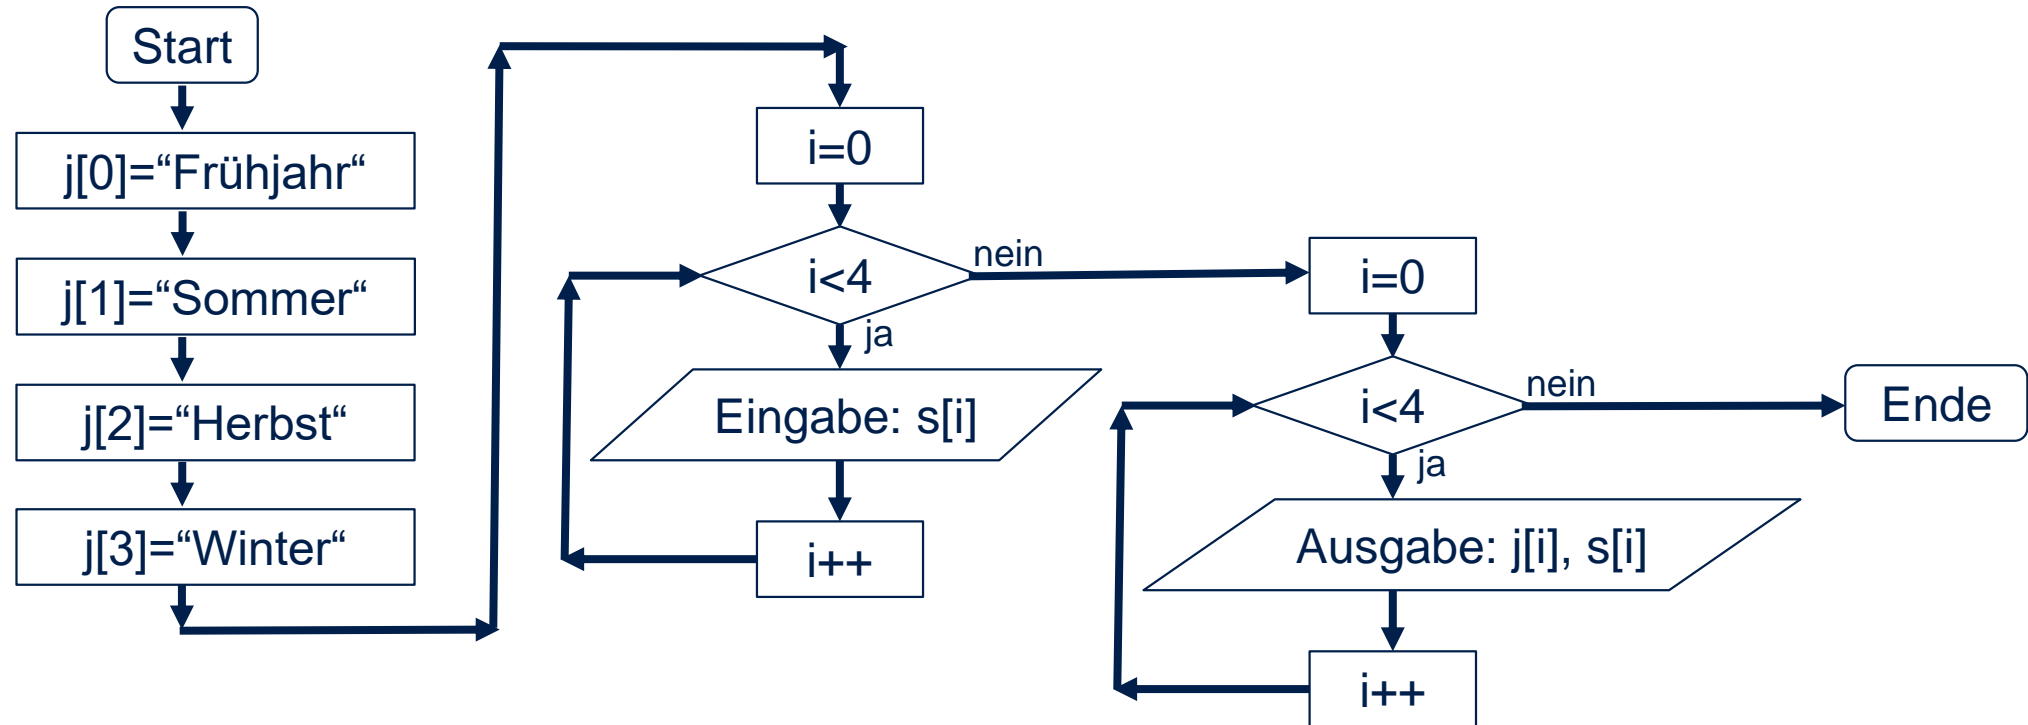 Start
j[0]=“Frühjahr“
j[1]=“Sommer“
j[2]=“Herbst“
j[3]=“Winter“
i=0
i<4
nein
ja
Eingabe: s[i]
i++
i=0
i<4
nein
ja
Ausgabe: j[i], s[i]
i++
Ende